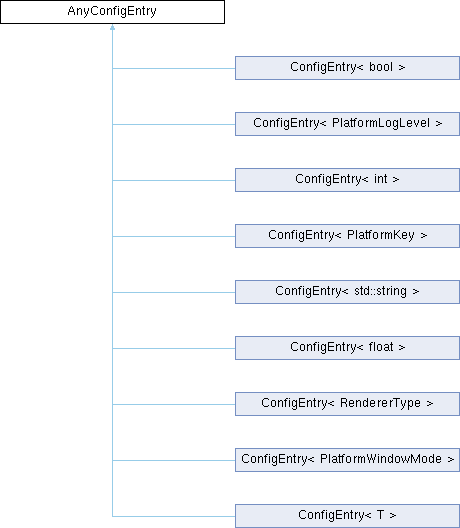 AnyConfigEntry
ConfigEntry< bool >
ConfigEntry< PlatformLogLevel >
ConfigEntry< int >
ConfigEntry< PlatformKey >
ConfigEntry< std::string >
ConfigEntry< float >
ConfigEntry< RendererType >
ConfigEntry< PlatformWindowMode >
ConfigEntry< T >